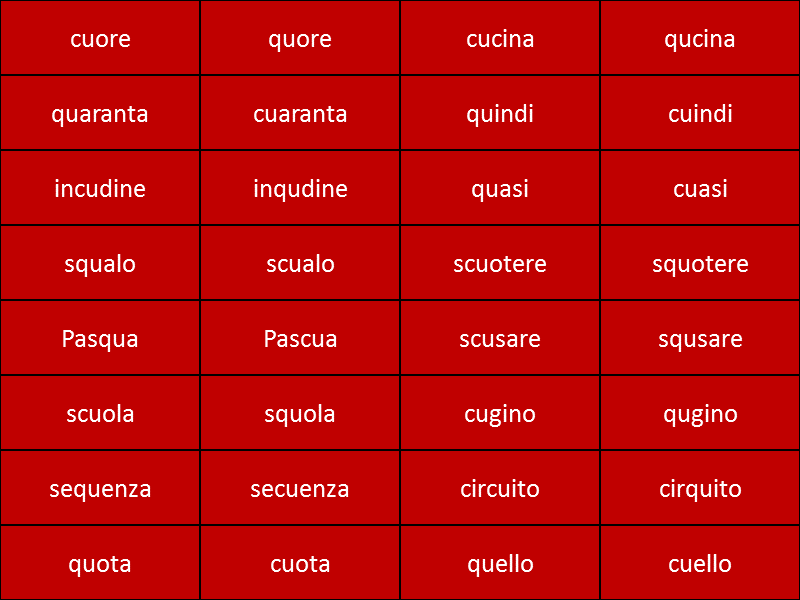 cuore quore cucina qucina
quaranta cuaranta quindi cuindi
incudine inqudine quasi cuasi
squalo scualo scuotere squotere
Pasqua Pascua scusare squsare
scuola squola cugino qugino
sequenza secuenza circuito cirquito
quota cuota quello cuello